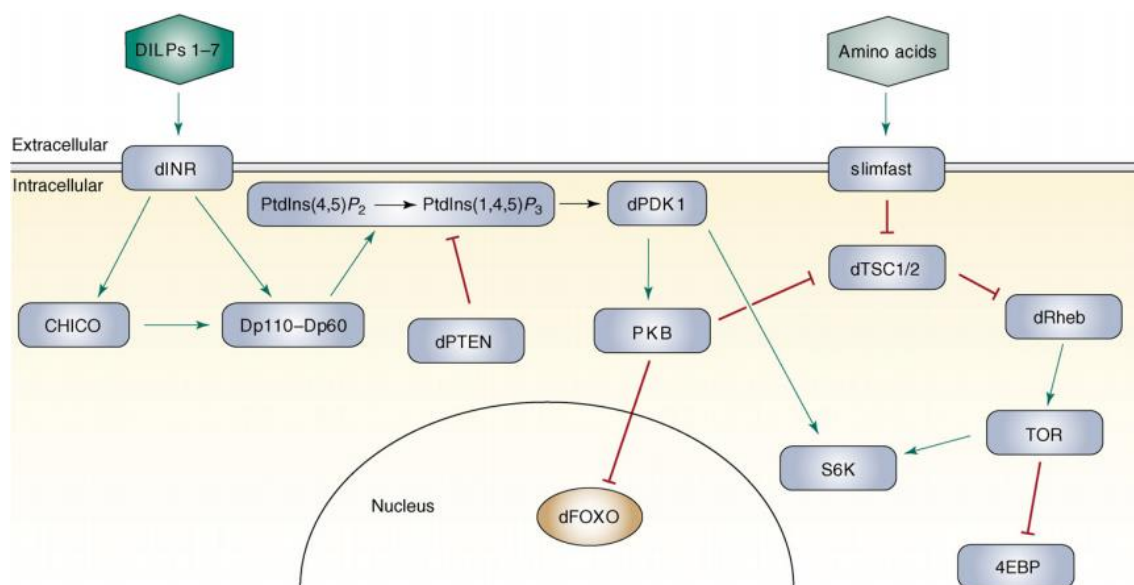 DILPs 1–7
Amino acids
Extracellular
dINR
slimfast
Intracellular
PtdIns(4,5)P₂
PtdIns(1,4,5)P₃
dPDK1
dTSC1/2
CHICO
Dp110–Dp60
dPTEN
PKB
dRheb
TOR
S6K
Nucleus
dFOXO
4EBP